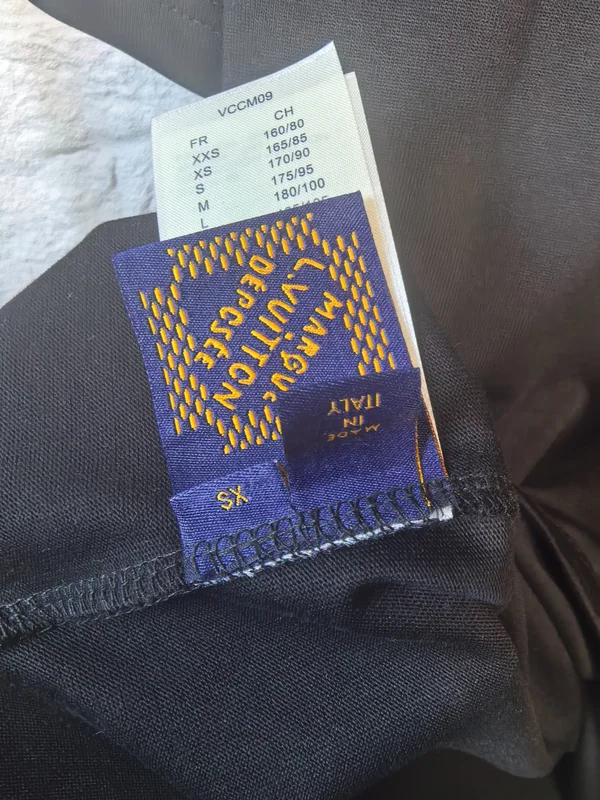 VCCM09
FR CH
XXS 160/80
XS 165/85
S 170/90
M 175/95
L 180/100
MARQUE
L.VUITTON
DÉPOSÉE
MADE
IN
ITALY
XS